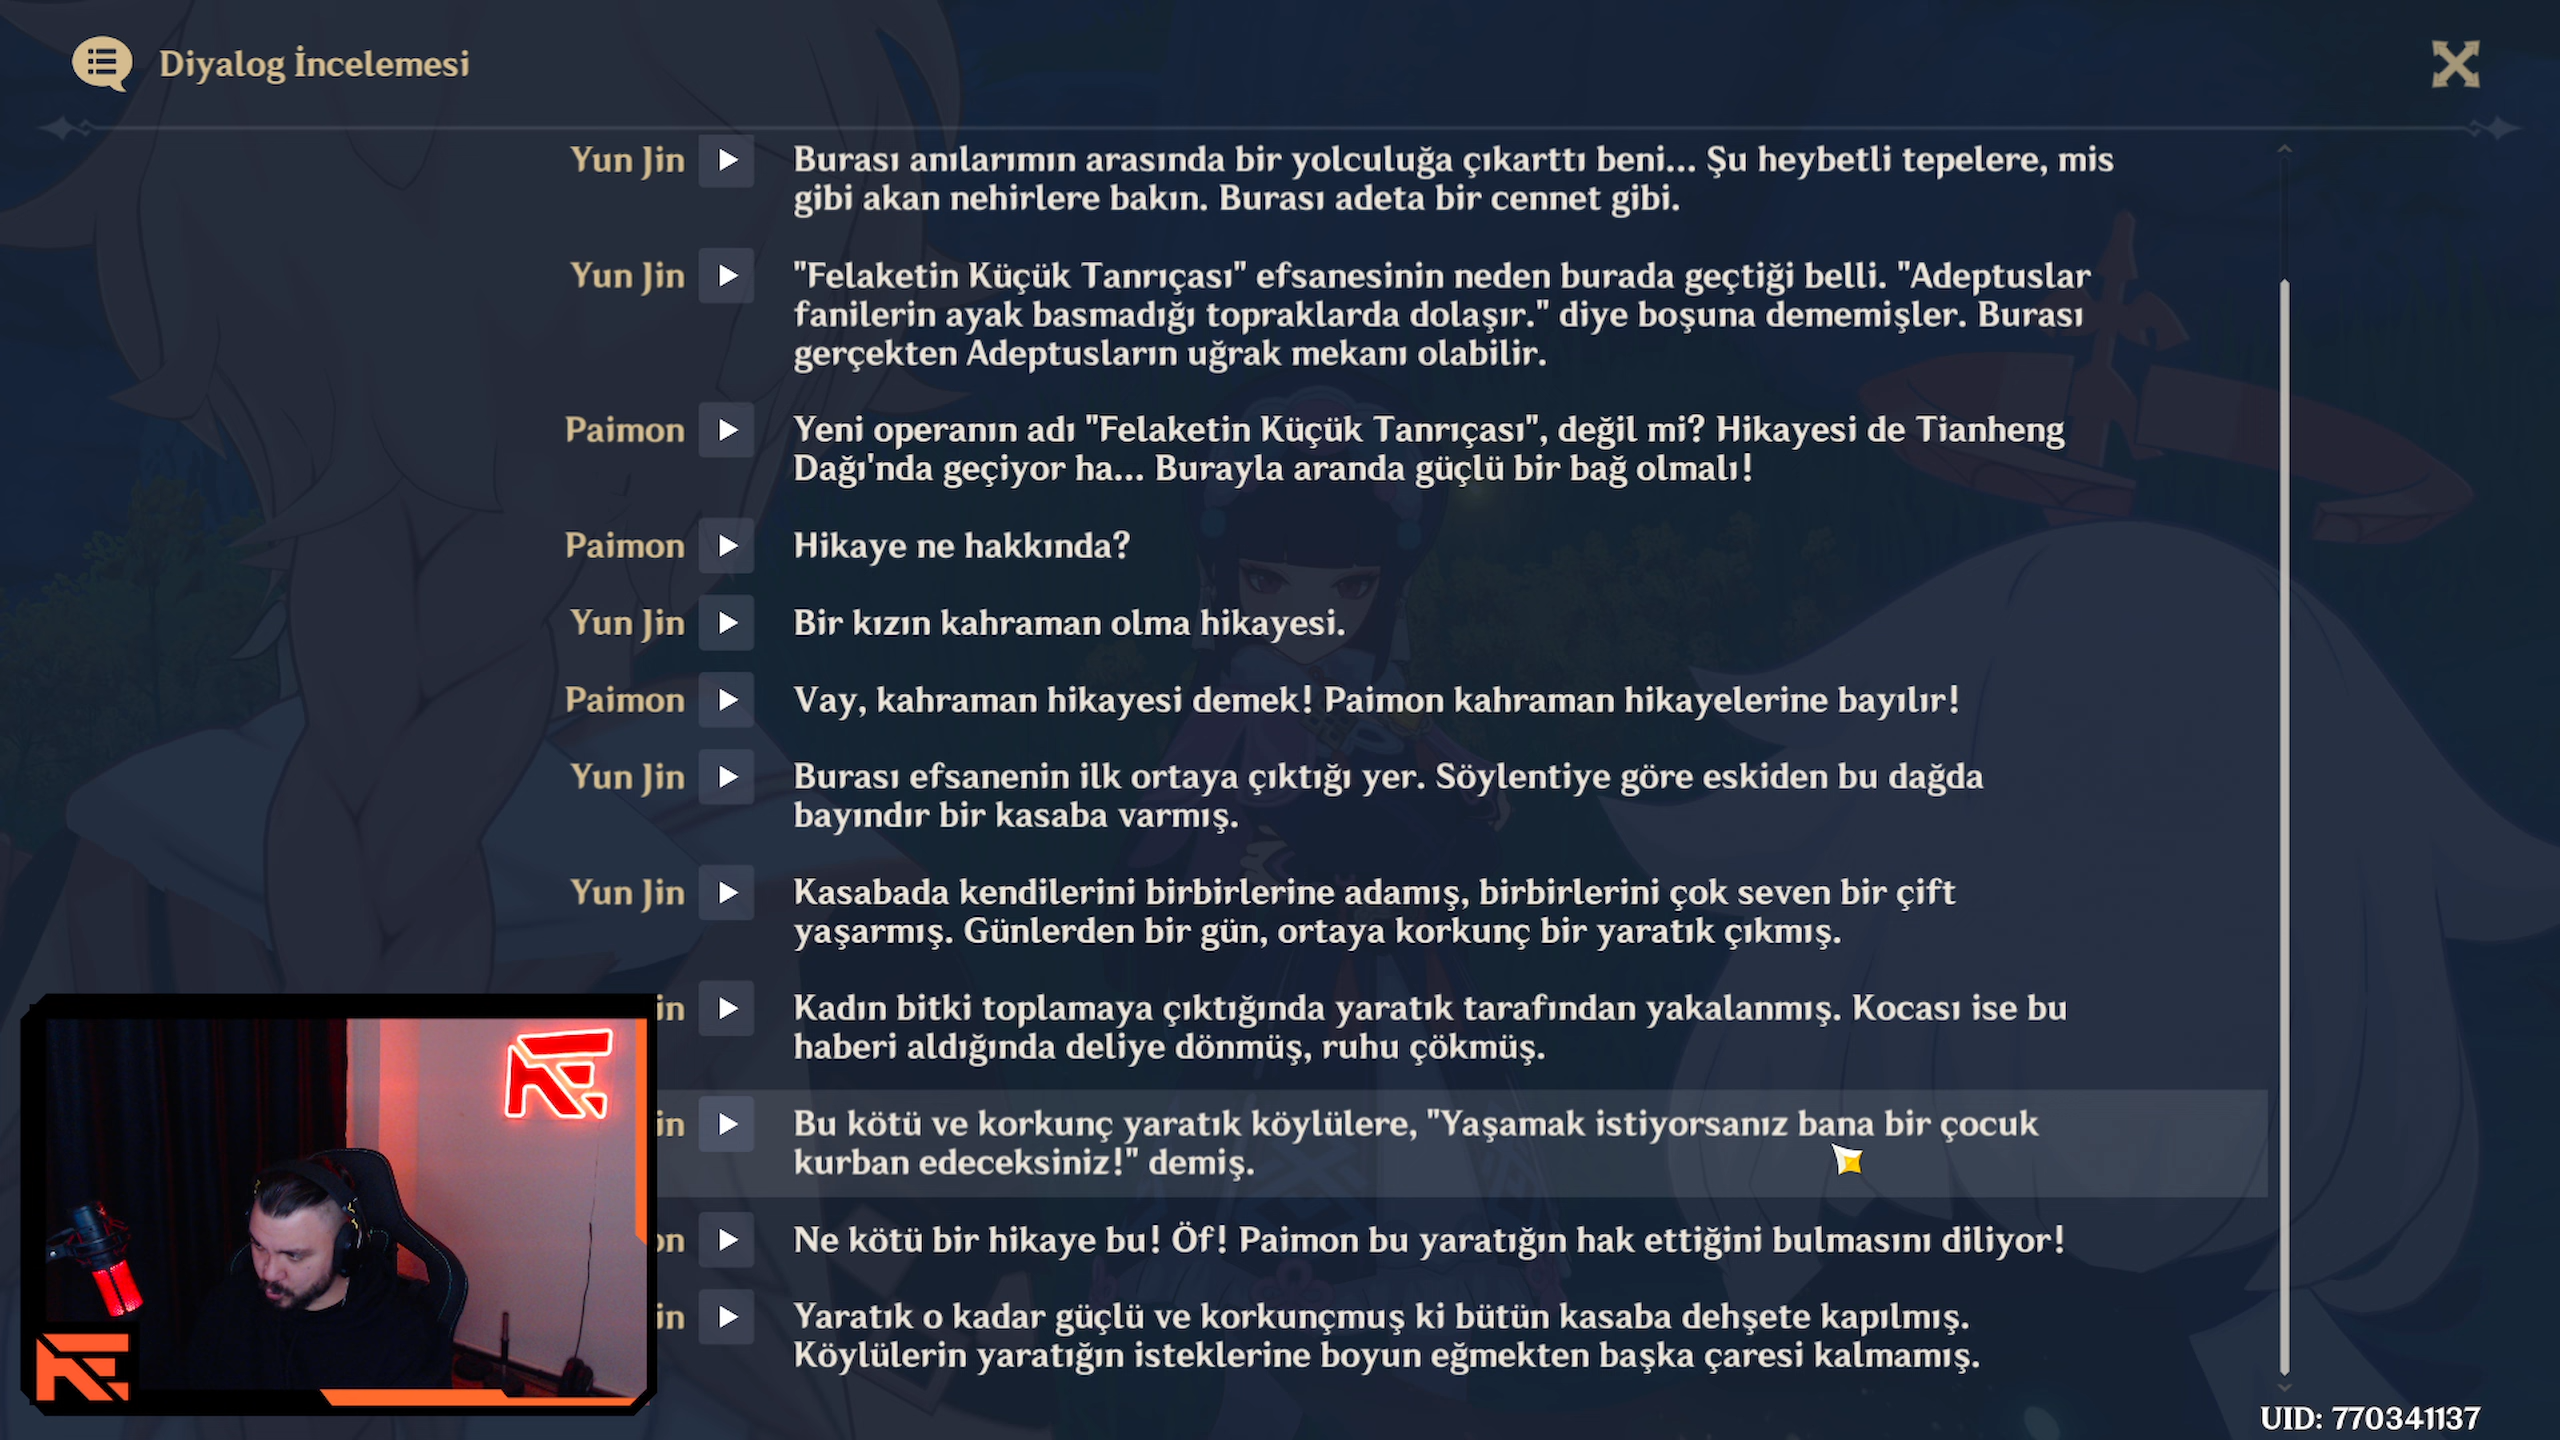 Diyalog İncelemesi
Yun Jin
Burası anılarımın arasında bir yolculuğa çıkarttı beni... Şu heybetli tepelere, mis
gibi akan nehirlere bakın. Burası adeta bir cennet gibi.
Yun Jin
"Felaketin Küçük Tanrıçası" efsanesinin neden burada geçtiği belli. "Adeptuslar
fanilerin ayak basmadığı topraklarda dolaşır." diye boşuna dememişler. Burası
gerçekten Adeptusların uğrak mekanı olabilir.
Paimon
Yeni operanın adı "Felaketin Küçük Tanrıçası", değil mi? Hikayesi de Tianheng
Dağı'nda geçiyor ha... Burayla aranda güçlü bir bağ olmalı!
Paimon
Hikaye ne hakkında?
Yun Jin
Bir kızın kahraman olma hikayesi.
Paimon
Vay, kahraman hikayesi demek! Paimon kahraman hikayelerine bayılır!
Yun Jin
Burası efsanenin ilk ortaya çıktığı yer. Söylentiye göre eskiden bu dağda
bayındır bir kasaba varmış.
Yun Jin
Kasabada kendilerini birbirlerine adamış, birbirlerini çok seven bir çift
yaşarmış. Günlerden bir gün, ortaya korkunç bir yaratık çıkmış.
in
Kadın bitki toplamaya çıktığında yaratık tarafından yakalanmış. Kocası ise bu
haberi aldığında deliye dönmüş, ruhu çökmüş.
in
Bu kötü ve korkunç yaratık köylülere, "Yaşamak istiyorsanız bana bir çocuk
kurban edeceksiniz!" demiş.
on
Ne kötü bir hikaye bu! Öf! Paimon bu yaratığın hak ettiğini bulmasını diliyor!
in
Yaratık o kadar güçlü ve korkunçmuş ki bütün kasaba dehşete kapılmış.
Köylülerin yaratığın isteklerine boyun eğmekten başka çaresi kalmamış.
UID: 770341137